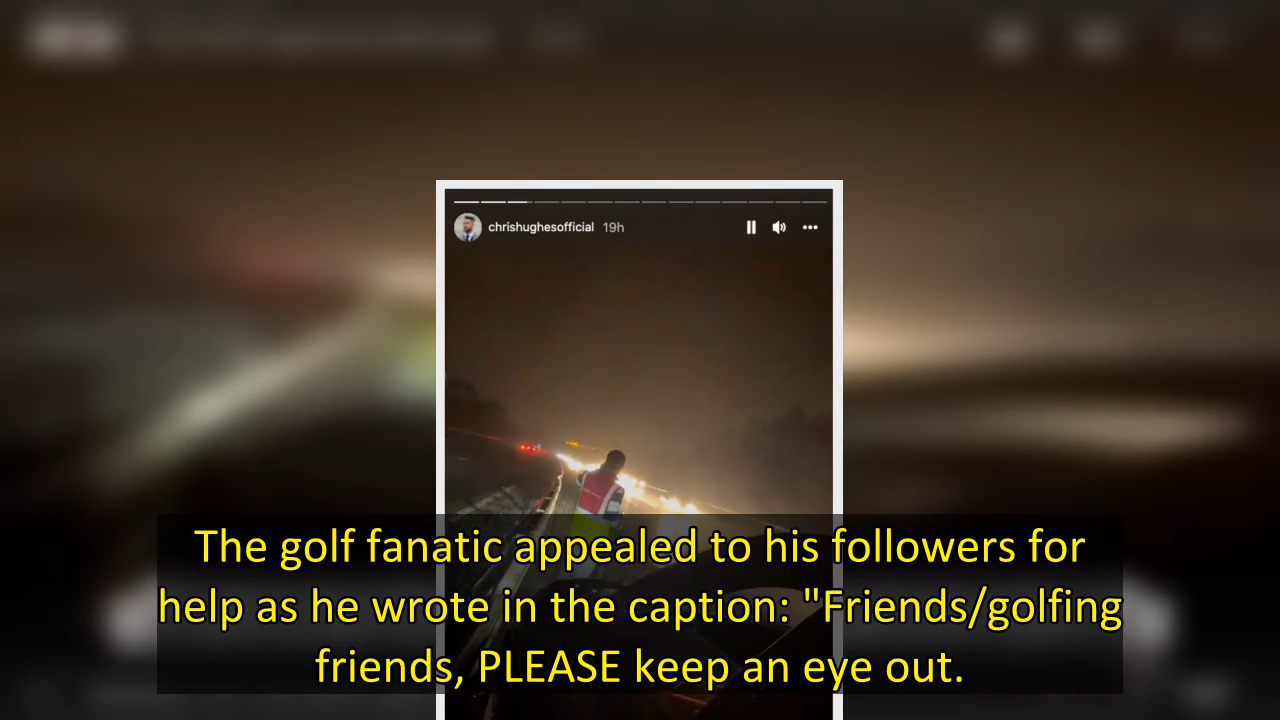 chrishughesofficial 19h
The golf fanatic appealed to his followers for
help as he wrote in the caption: "Friends/golfing
friends, PLEASE keep an eye out.